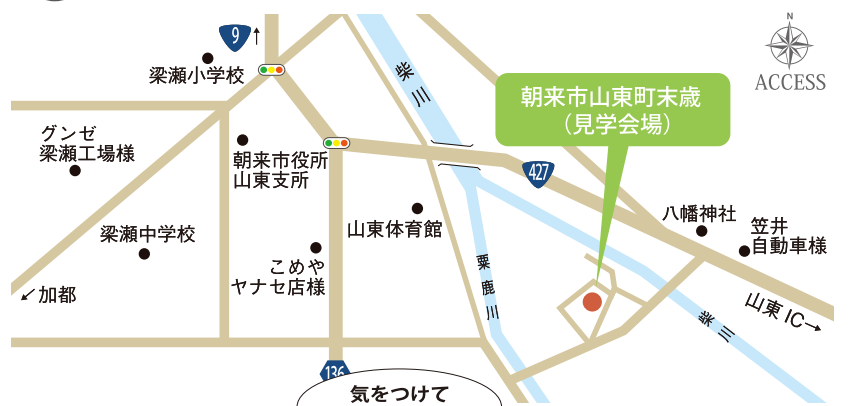 N
ACCESS
9
梁瀬小学校
柴川
朝来市山東町末歳
（見学会場）
グンゼ
梁瀬工場様
朝来市役所
山東支所
427
梁瀬中学校
山東体育館
八幡神社
笠井
自動車様
こめや
ヤナセ店様
粟鹿川
加都
山東IC
柴川
136
気をつけて